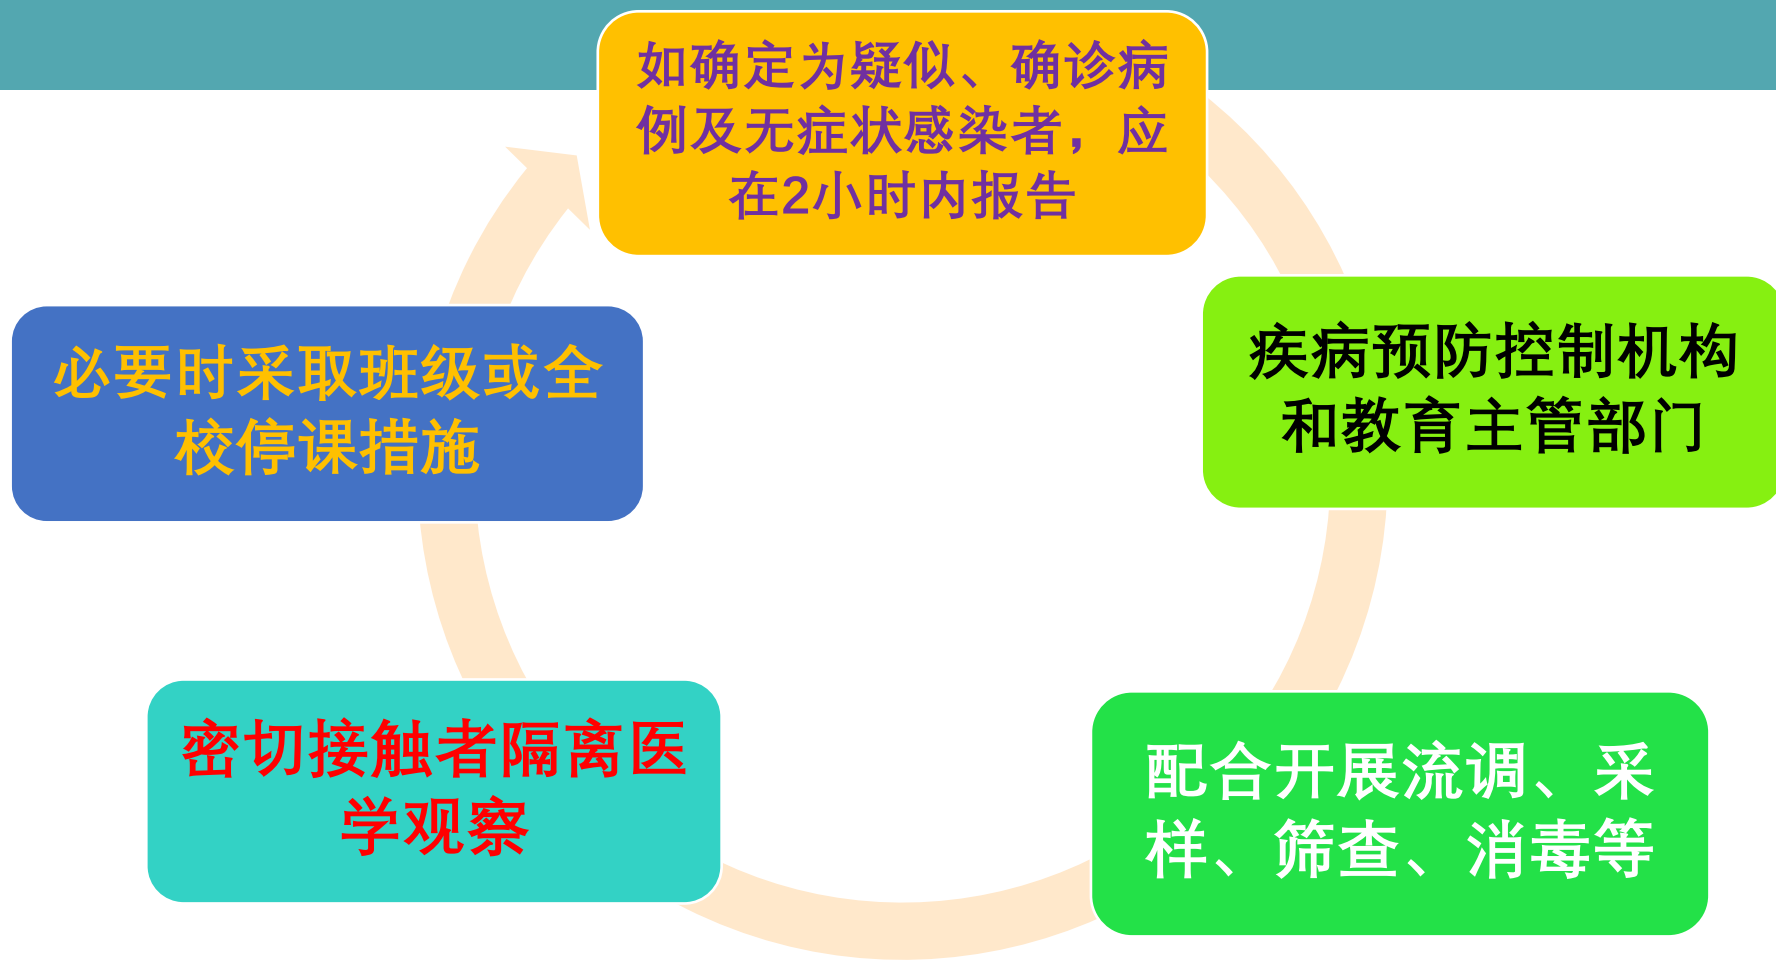 如确定为疑似、确诊病
例及无症状感染者，应
在2小时内报告
疾病预防控制机构
和教育主管部门
配合开展流调、采
样、筛查、消毒等
密切接触者隔离医
学观察
必要时采取班级或全
校停课措施